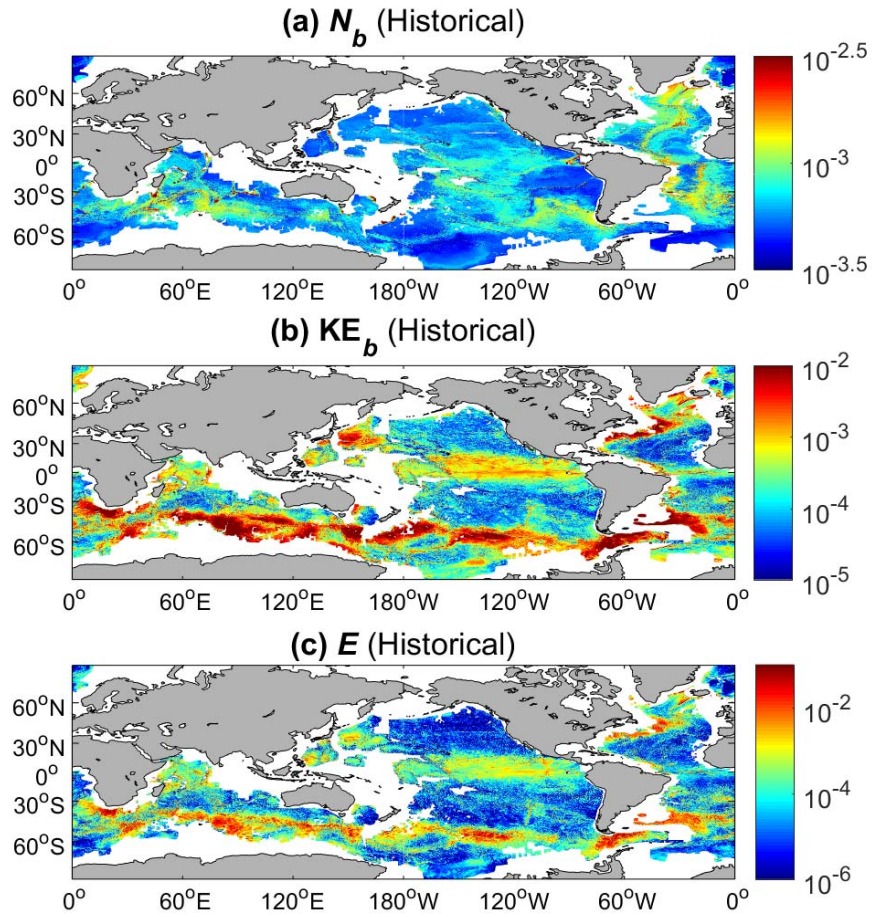 (a) N_b (Historical)
60°N
30°N
0°
30°S
60°S
0° 60°E 120°E 180°W 120°W 60°W 0°
10^-2.5
10^-3
10^-3.5
(b) KE_b (Historical)
60°N
30°N
0°
30°S
60°S
0° 60°E 120°E 180°W 120°W 60°W 0°
10^-2
10^-3
10^-4
10^-5
(c) E (Historical)
60°N
30°N
0°
30°S
60°S
0° 60°E 120°E 180°W 120°W 60°W 0°
10^-2
10^-4
10^-6